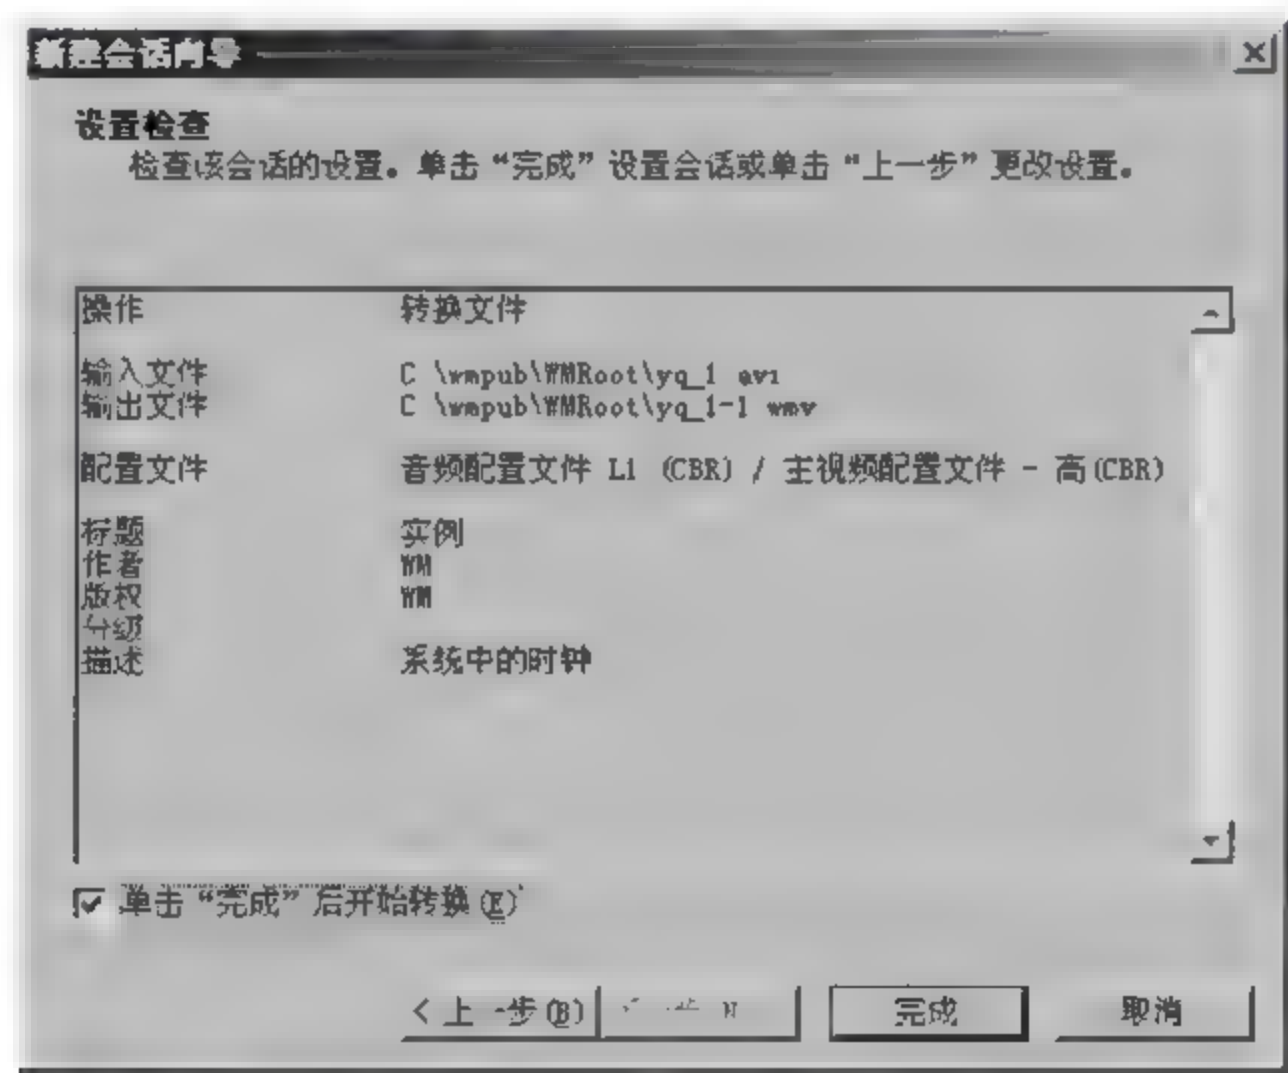 新建会话向导
设置检查
检查该会话的设置。单击“完成”设置会话或单击“上一步”更改设置。
操作 转换文件
输入文件 C \wmpub\WMRoot\yq_1 avi
输出文件 C \wmpub\WMRoot\yq_1-1 wmv
配置文件 音频配置文件 L1 (CBR) / 主视频配置文件 - 高(CBR)
标题 实例
作者 WM
版权 WM
分级
描述 系统中的时钟
单击“完成”后开始转换(E)
< 上一步(B) 完成 取消